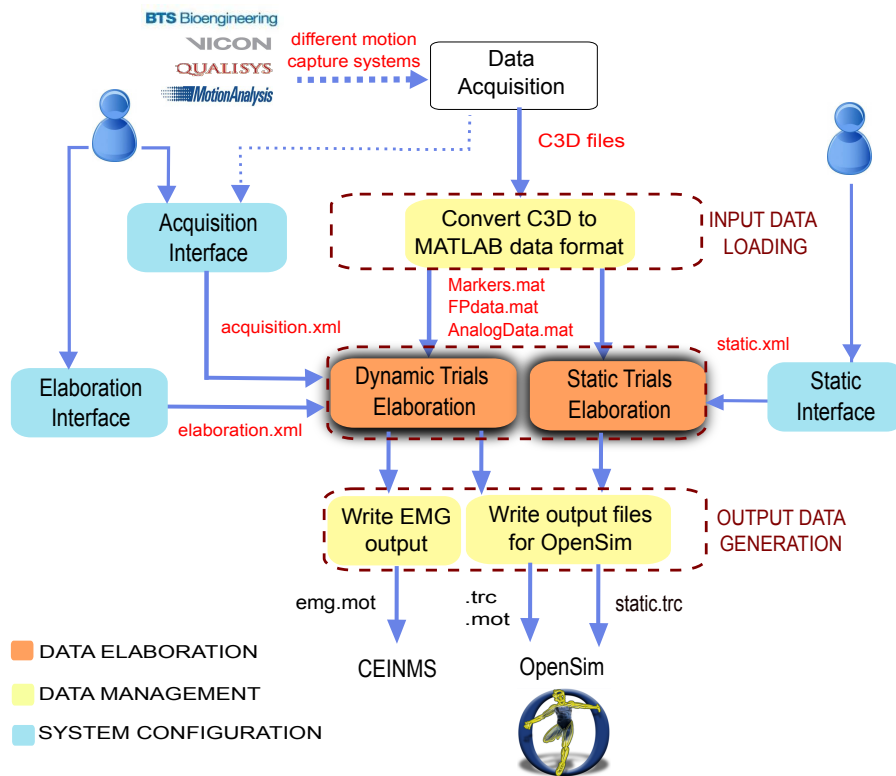 BTS Bioengineering
VICON
QUALISYS
MotionAnalysis
different motion
capture systems
Data
Acquisition
C3D files
Acquisition
Interface
Convert C3D to
MATLAB data format
INPUT DATA
LOADING
Markers.mat
FPdata.mat
AnalogData.mat
acquisition.xml
static.xml
Elaboration
Interface
Dynamic Trials
Elaboration
Static Trials
Elaboration
Static
Interface
elaboration.xml
Write EMG
output
Write output files
for OpenSim
OUTPUT DATA
GENERATION
emg.mot
.trc
.mot
static.trc
CEINMS
OpenSim
DATA ELABORATION
DATA MANAGEMENT
SYSTEM CONFIGURATION